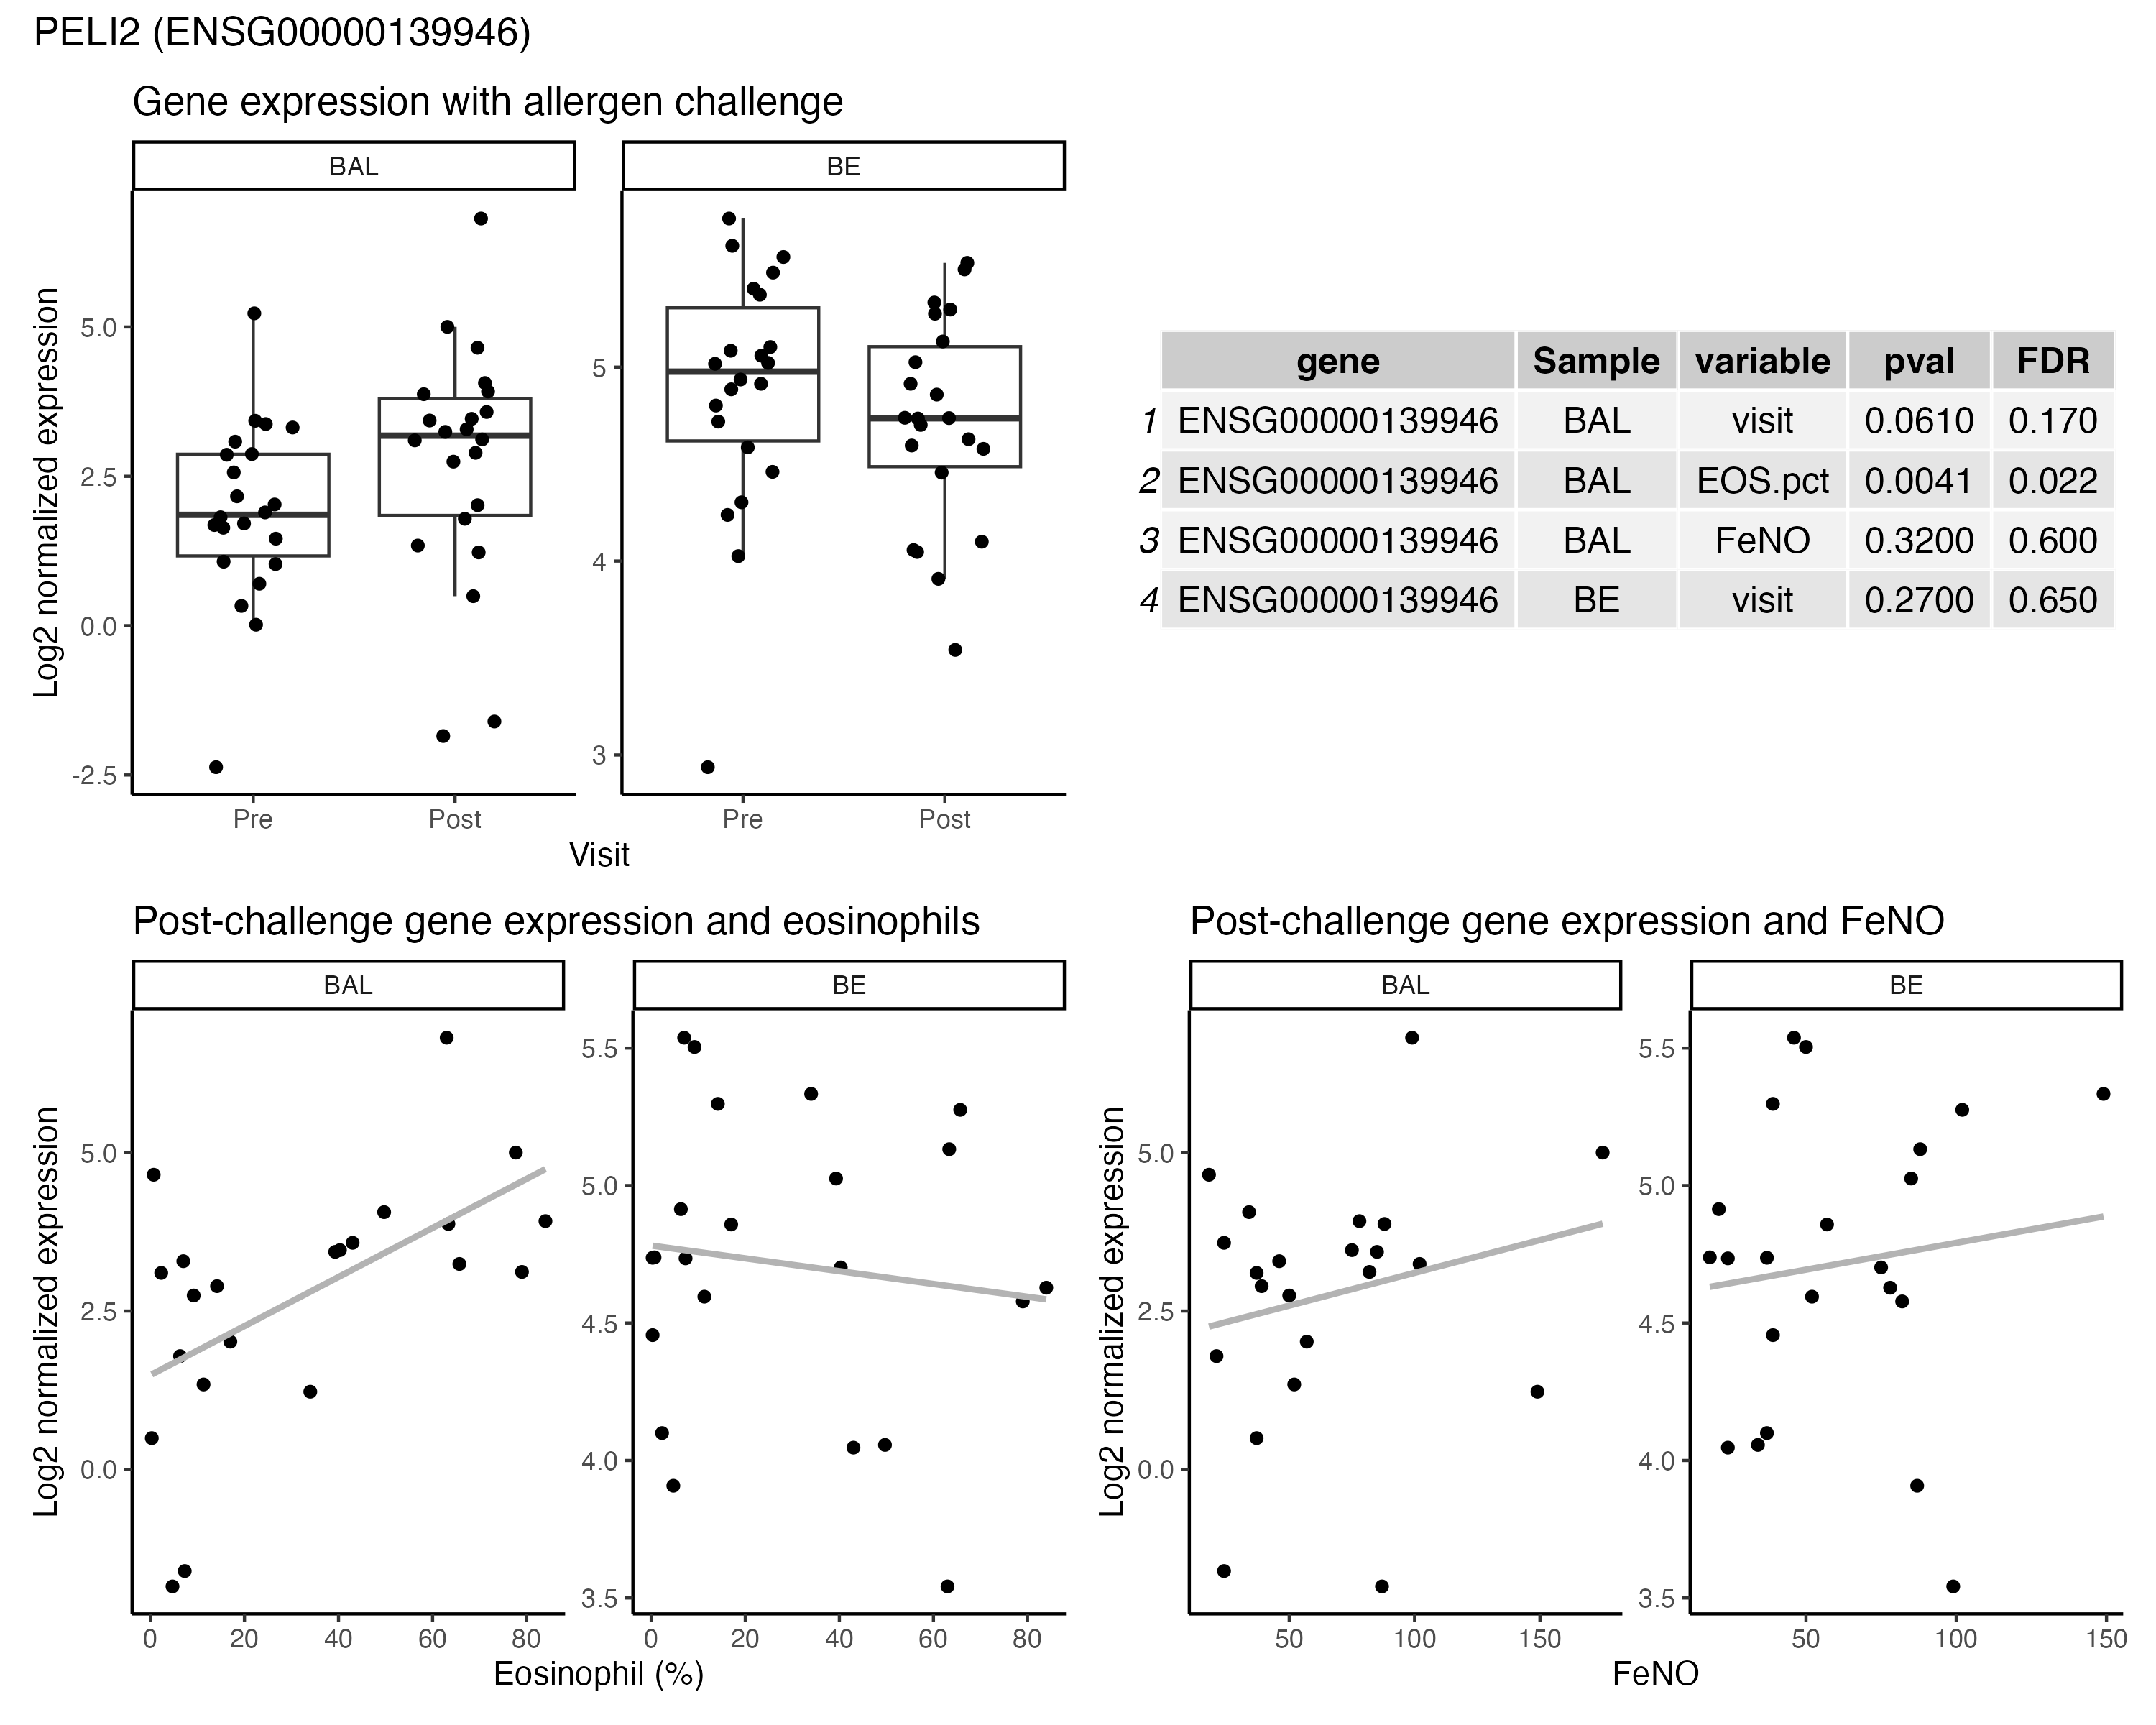 PELI2 (ENSG00000139946)
Gene expression with allergen challenge
BAL BE
Log2 normalized expression
5.0
2.5
0.0
-2.5
5
4
3
Pre Post Pre Post
Visit
gene Sample variable pval FDR
1 ENSG00000139946 BAL visit 0.0610 0.170
2 ENSG00000139946 BAL EOS.pct 0.0041 0.022
3 ENSG00000139946 BAL FeNO 0.3200 0.600
4 ENSG00000139946 BE visit 0.2700 0.650
Post-challenge gene expression and eosinophils
BAL BE
Log2 normalized expression
5.0
2.5
0.0
5.5
5.0
4.5
4.0
3.5
0 20 40 60 80 0 20 40 60 80
Eosinophil (%)
Post-challenge gene expression and FeNO
BAL BE
Log2 normalized expression
5.0
2.5
0.0
5.5
5.0
4.5
4.0
3.5
50 100 150 50 100 150
FeNO